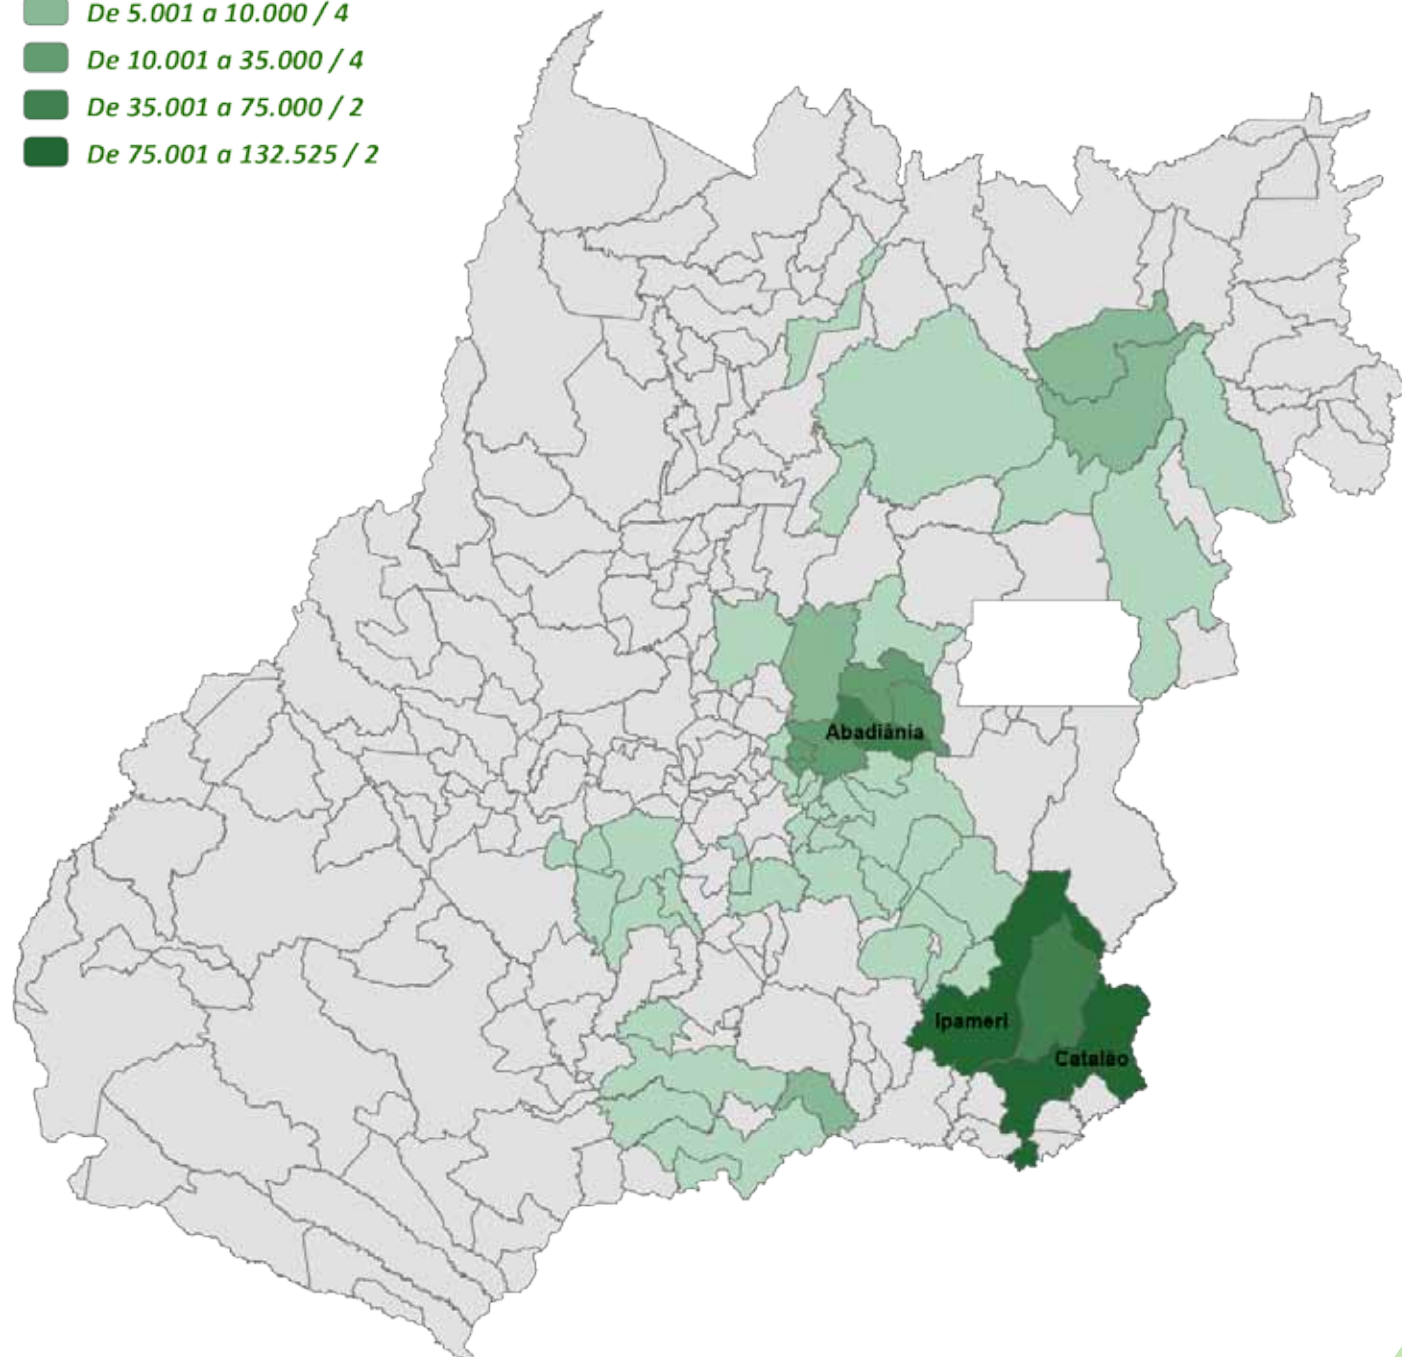 De 5.001 a 10.000 / 4
De 10.001 a 35.000 / 4
De 35.001 a 75.000 / 2
De 75.001 a 132.525 / 2
Abadiânia
Ipameri
Catalão